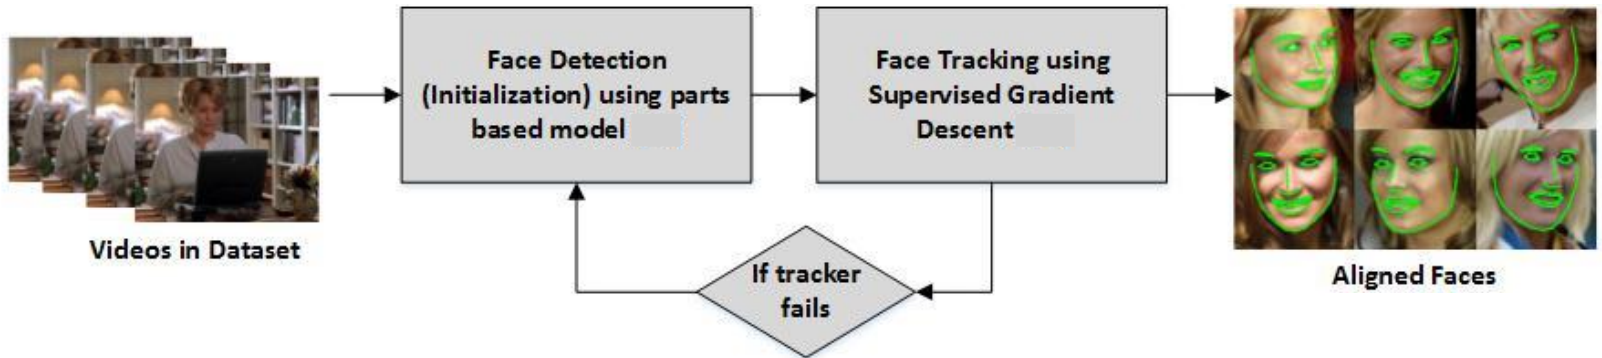 Videos in Dataset
Face Detection
(Initialization) using parts
based model
Face Tracking using
Supervised Gradient
Descent
If tracker
fails
Aligned Faces